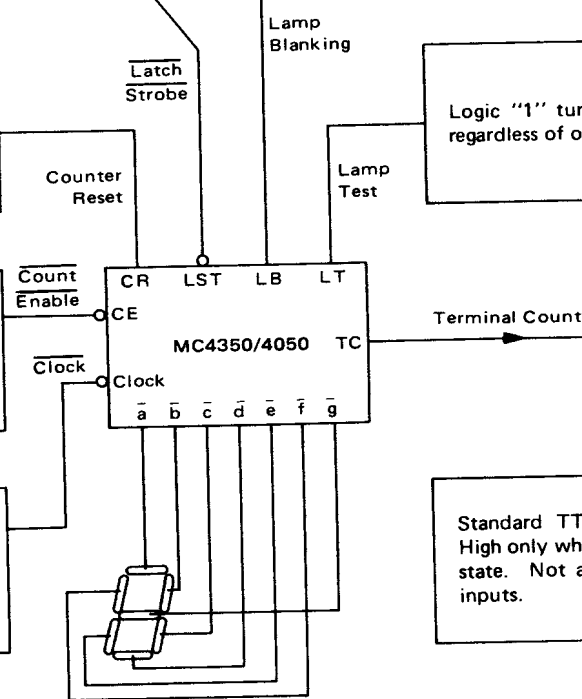 Lamp
Blanking
Latch
Strobe
Logic "1" tur
regardless of o
Counter
Reset
Lamp
Test
Count
Enable
CR LST LB LT
CE
MC4350/4050 TC
Terminal Count
Clock
Clock
a̅ b̅ c̅ d̅ e̅ f̅ g̅
Standard TT
High only wh
state. Not a
inputs.